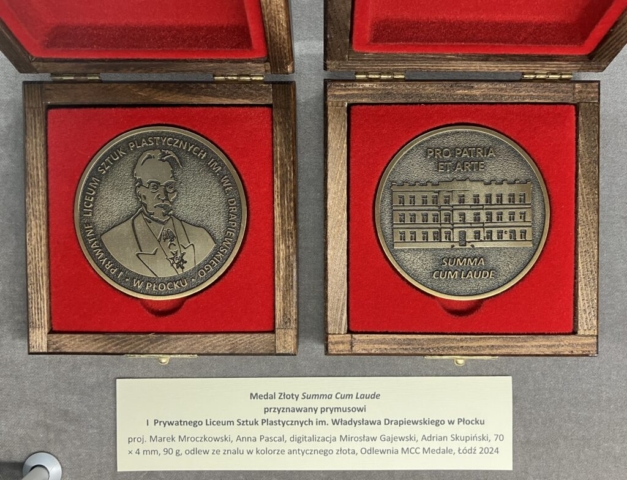 I PRYWATNE LICEUM SZTUK PLASTYCZNYCH IM. WŁ. DRAPIEWSKIEGO
• W PŁOCKU •
PRO PATRIA
ET ARTE
SUMMA
CUM LAUDE
Medal Złoty Summa Cum Laude
przyznawany prymusowi
I Prywatnego Liceum Sztuk Plastycznych im. Władysława Drapiewskiego w Płocku
proj. Marek Mroczkowski, Anna Pascal, digitalizacja Mirosław Gajewski, Adrian Skupiński, 70
× 4 mm, 90 g, odlew ze znalu w kolorze antycznego złota, Odlewnia MCC Medale, Łódź 2024